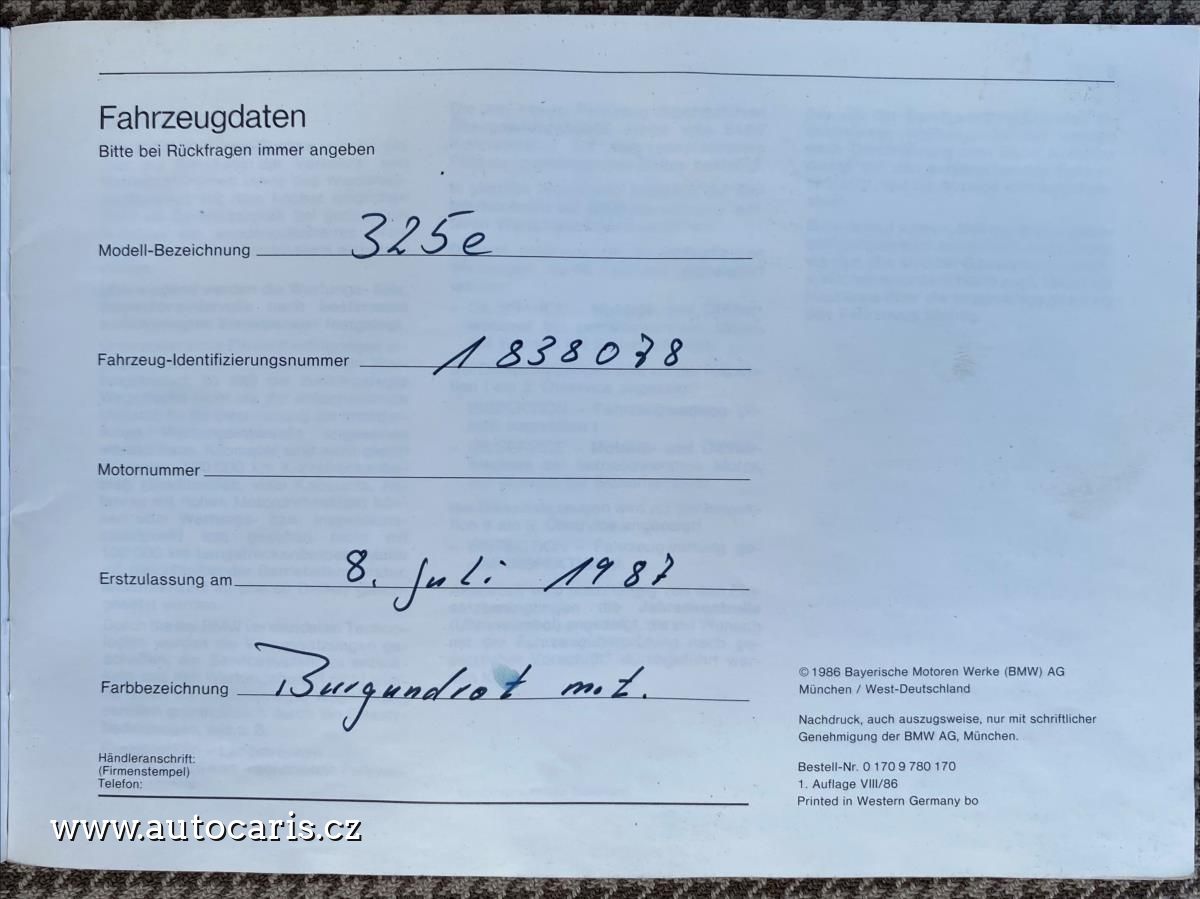 Fahrzeugdaten
Bitte bei Rückfragen immer angeben
Modell-Bezeichnung 325e
Fahrzeug-Identifizierungsnummer 1838078
Motornummer
Erstzulassung am 8. Juli 1987
Farbbezeichnung Burgundrot met.
Händleranschrift:
(Firmenstempel)
Telefon:
© 1986 Bayerische Motoren Werke (BMW) AG
München / West-Deutschland
Nachdruck, auch auszugsweise, nur mit schriftlicher
Genehmigung der BMW AG, München.
Bestell-Nr. 0 170 9 780 170
1. Auflage VIII/86
Printed in Western Germany bo
www.autocaris.cz